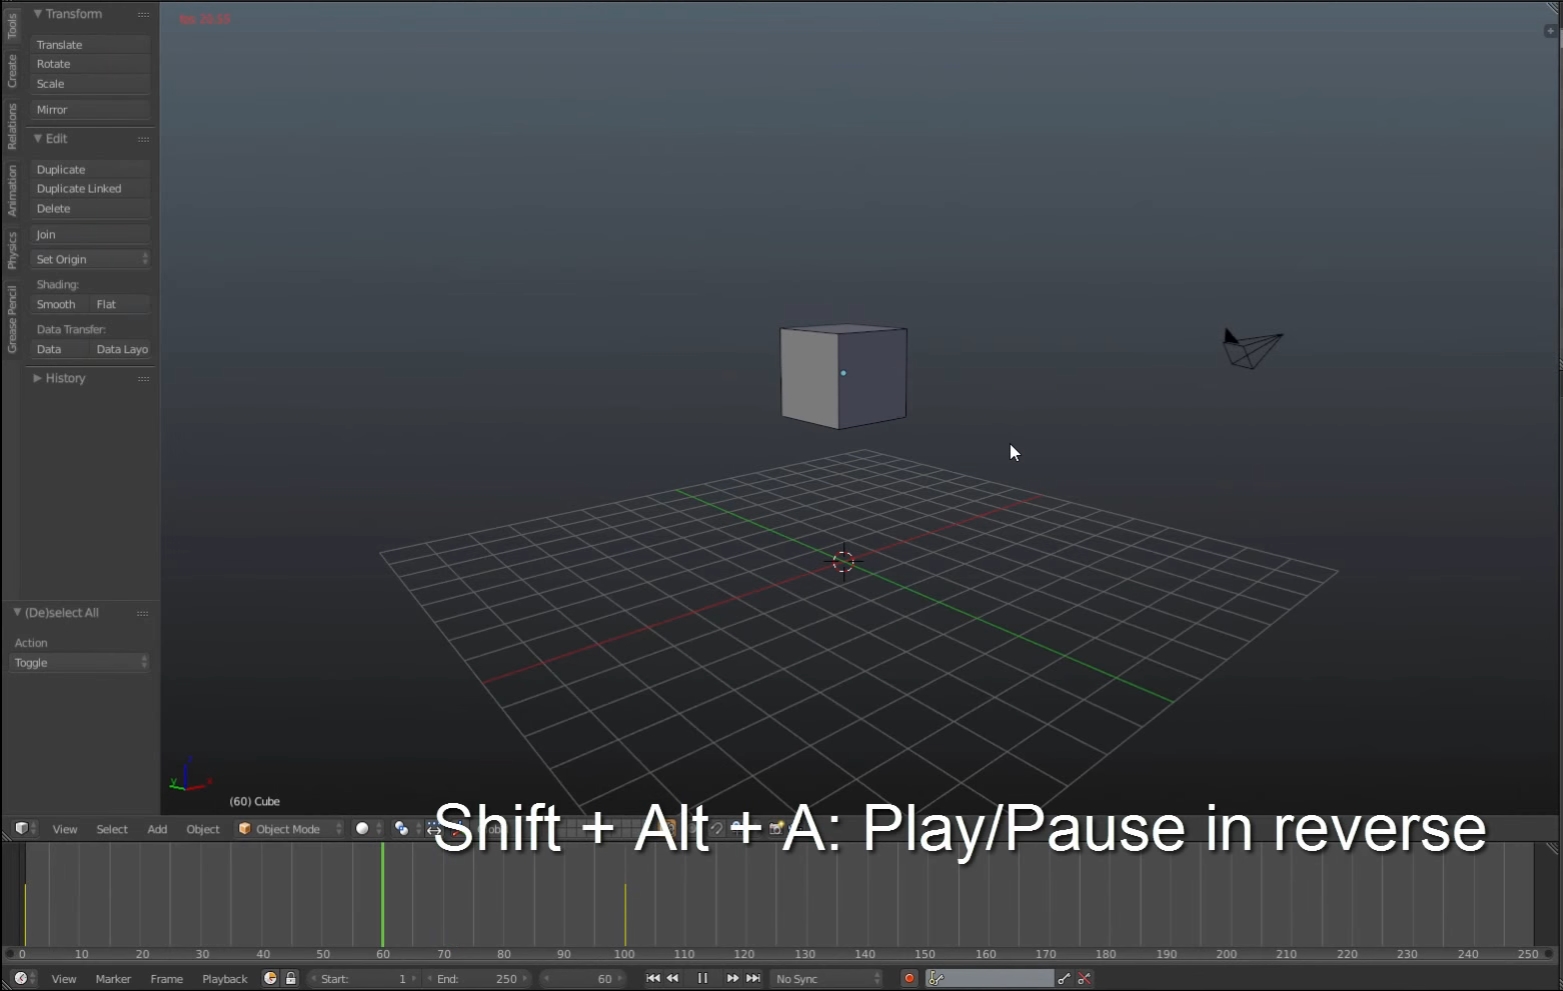 Tools
Create
Relations
Animation
Physics
Grease Pencil
Transform
Translate
Rotate
Scale
Mirror
Edit
Duplicate
Duplicate Linked
Delete
Join
Set Origin
Shading:
Smooth Flat
Data Transfer:
Data Data Layo
History
(De)select All
Action
Toggle
(60) Cube
View Select Add Object Object Mode
Shift + Alt + A: Play/Pause in reverse
0 10 20 30 40 50 60 70 80 90 100 110 120 130 140 150 160 170 180 190 200 210 220 230 240 250
View Marker Frame Playback Start: 1 End: 250 60 No Sync